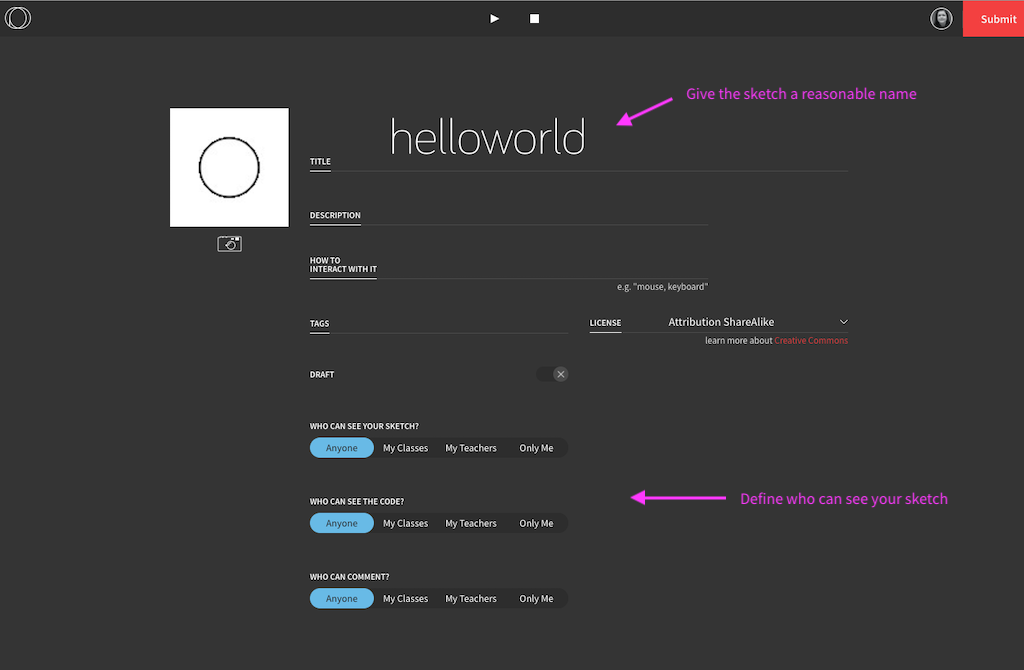 Submit
Give the sketch a reasonable name
helloworld
TITLE
DESCRIPTION
HOW TO
INTERACT WITH IT
e.g. "mouse, keyboard"
TAGS
LICENSE Attribution ShareAlike
learn more about Creative Commons
DRAFT
WHO CAN SEE YOUR SKETCH?
Anyone My Classes My Teachers Only Me
WHO CAN SEE THE CODE?
Define who can see your sketch
Anyone My Classes My Teachers Only Me
WHO CAN COMMENT?
Anyone My Classes My Teachers Only Me